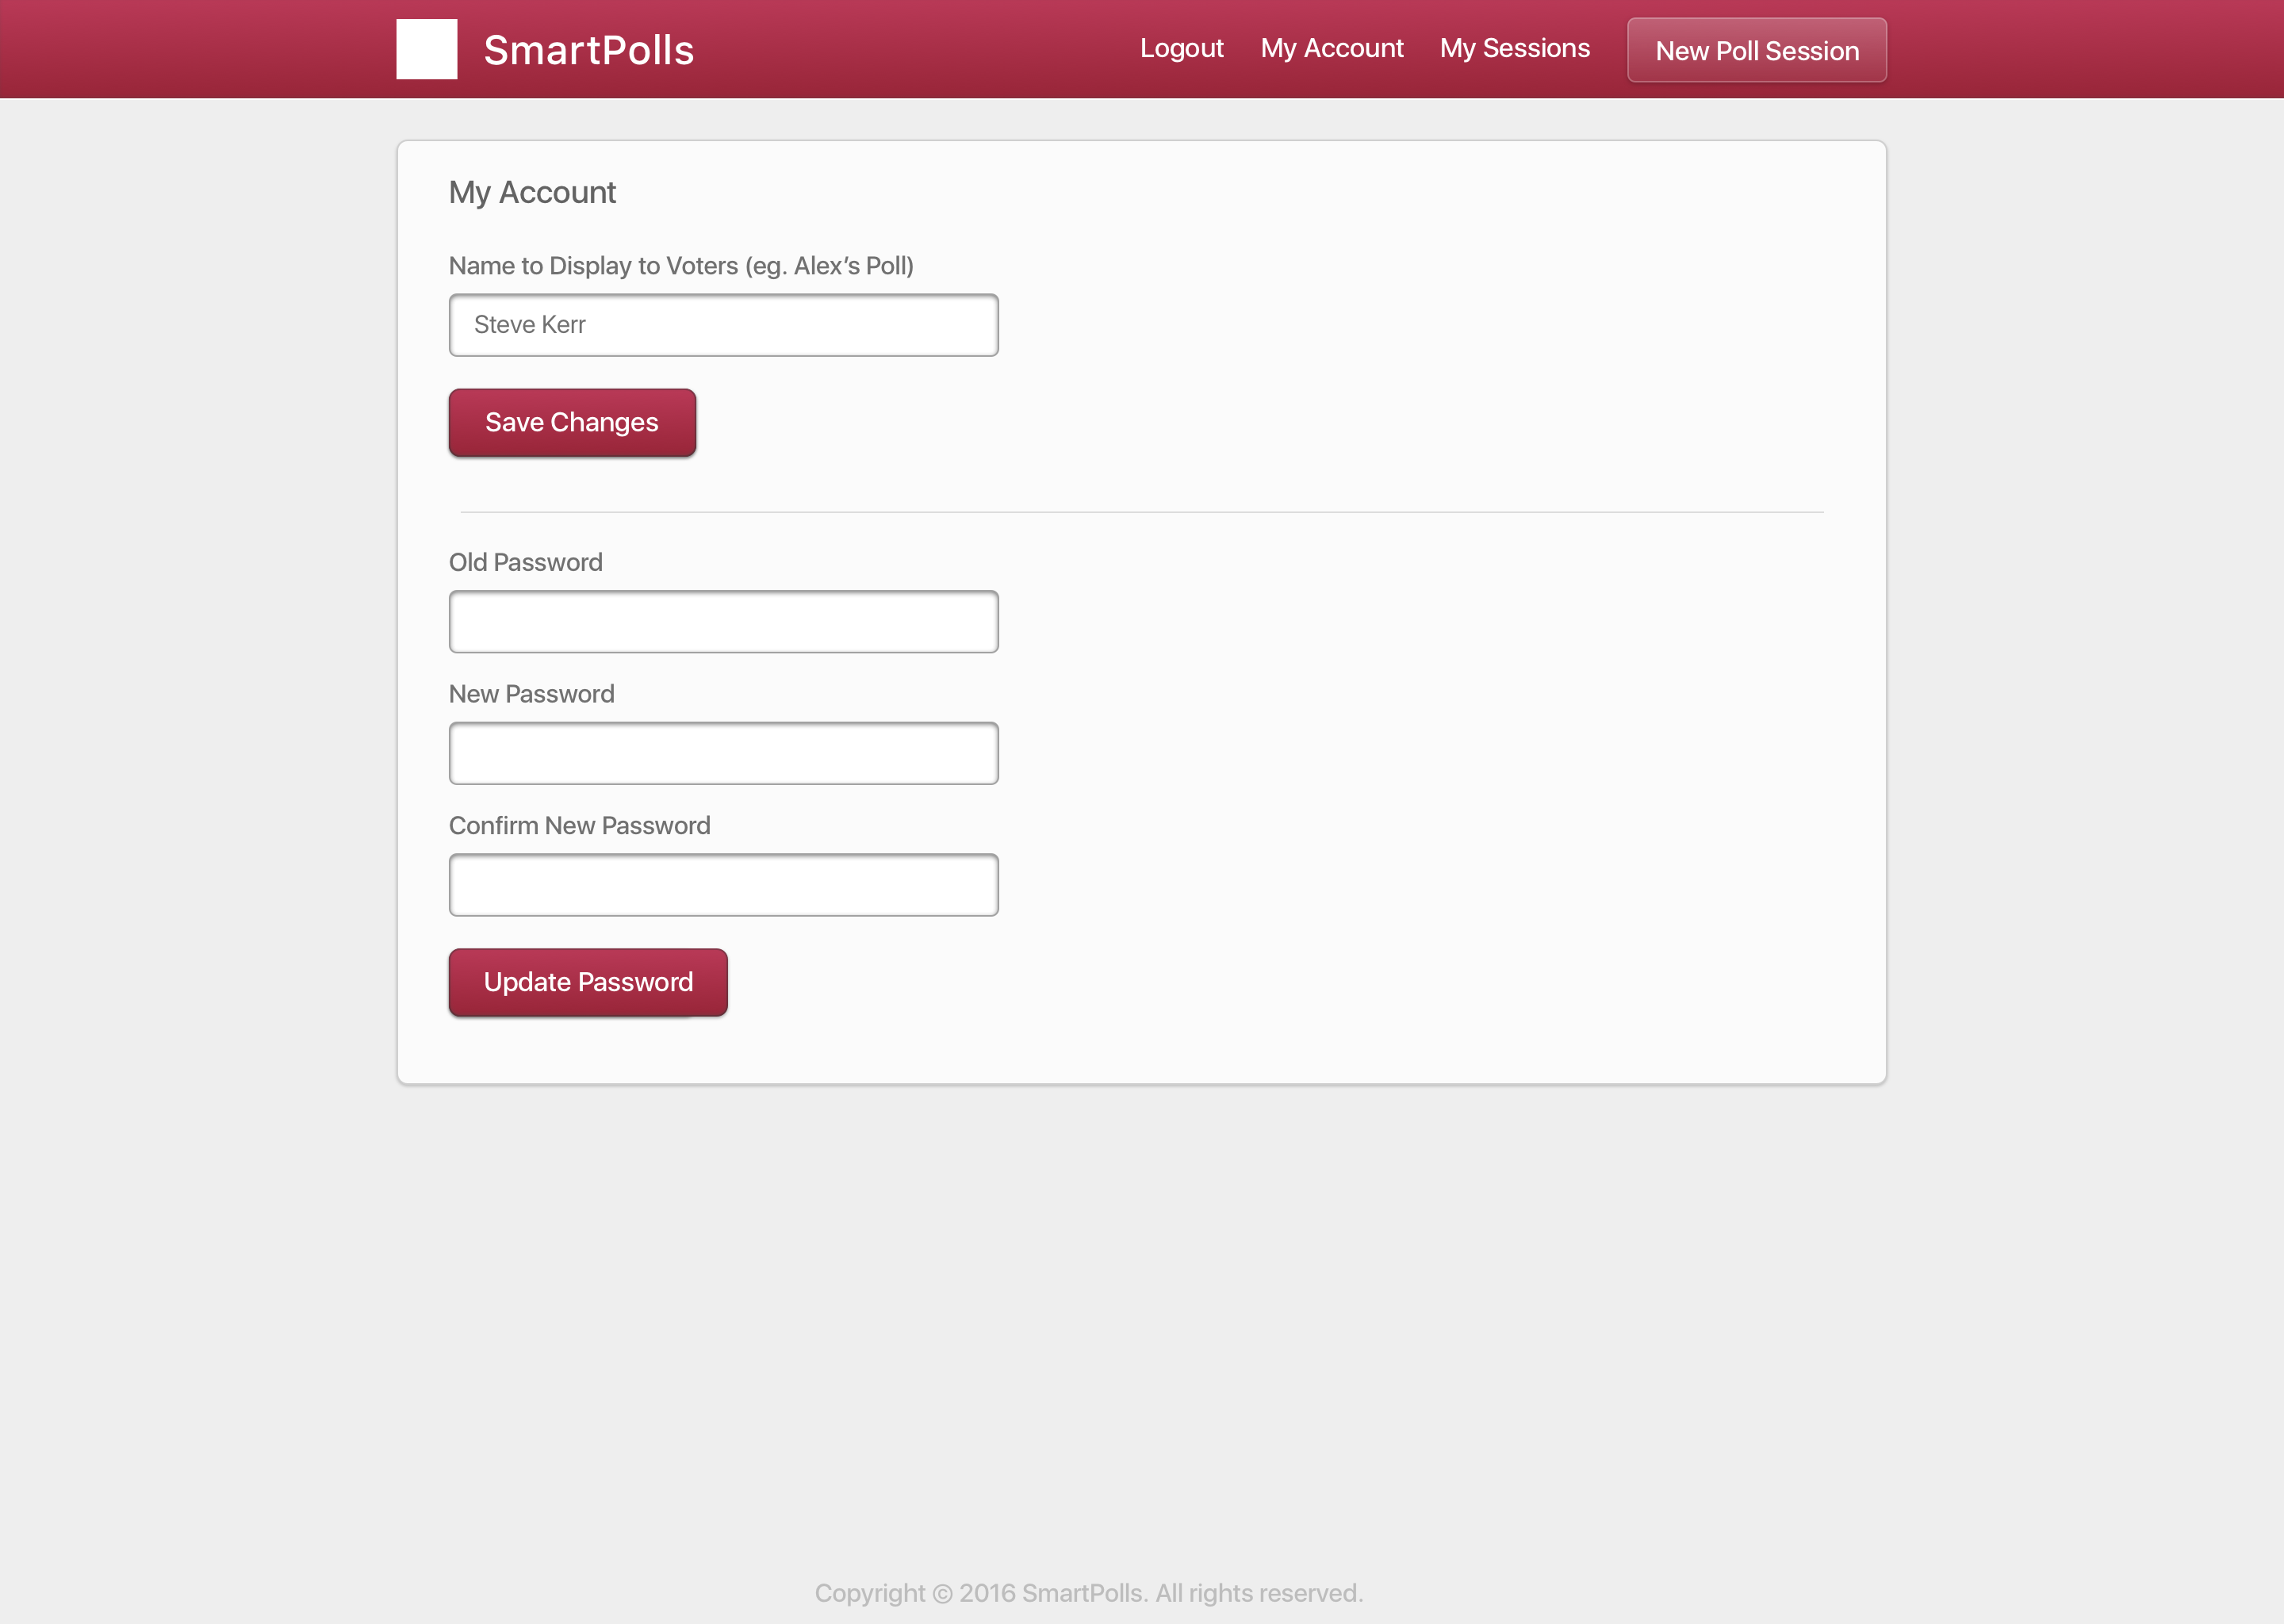 SmartPolls
Logout My Account My Sessions New Poll Session
My Account
Name to Display to Voters (eg. Alex’s Poll)
Steve Kerr
Save Changes
Old Password
New Password
Confirm New Password
Update Password
Copyright © 2016 SmartPolls. All rights reserved.